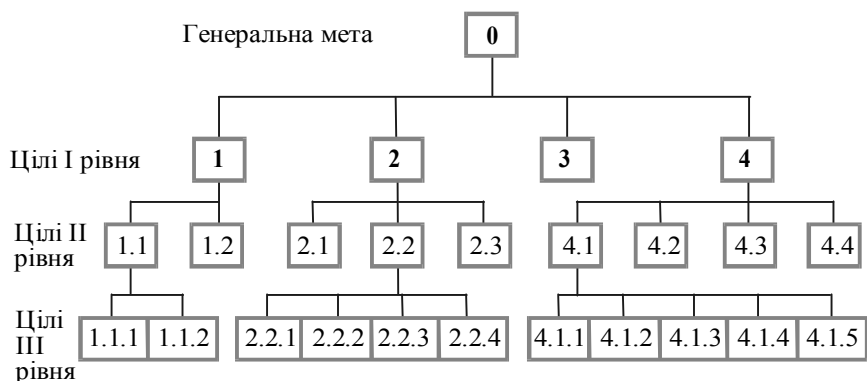 Генеральна мета 0
Цілі I рівня 1 2 3 4
Цілі II
рівня
1.1 1.2 2.1 2.2 2.3 4.1 4.2 4.3 4.4
Цілі
III
рівня
1.1.1 1.1.2 2.2.1 2.2.2 2.2.3 2.2.4 4.1.1 4.1.2 4.1.3 4.1.4 4.1.5